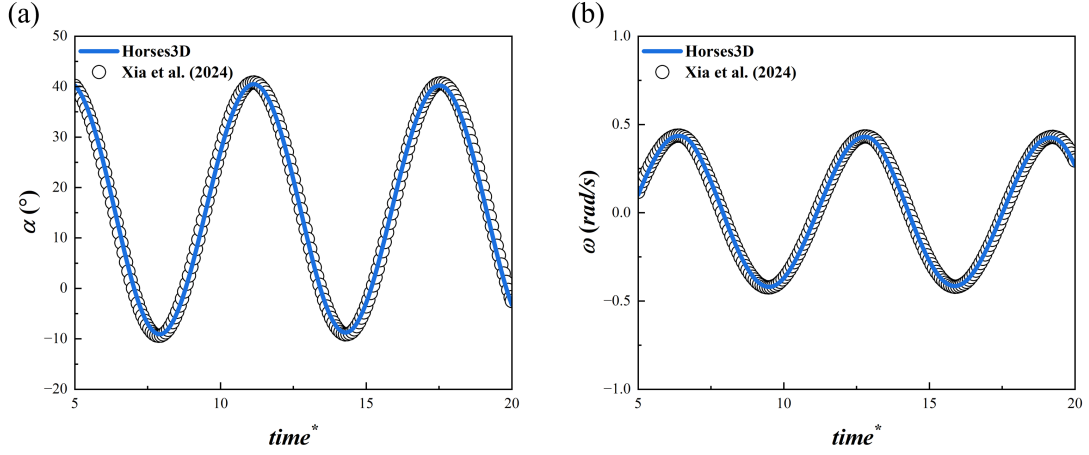 (a)
50
40
30
20
10
0
−10
−20
5
10
15
20
α (°)
time*
Horses3D
Xia et al. (2024)
(b)
1.0
0.5
0.0
−0.5
−1.0
5
10
15
20
ω (rad/s)
time*
Horses3D
Xia et al. (2024)